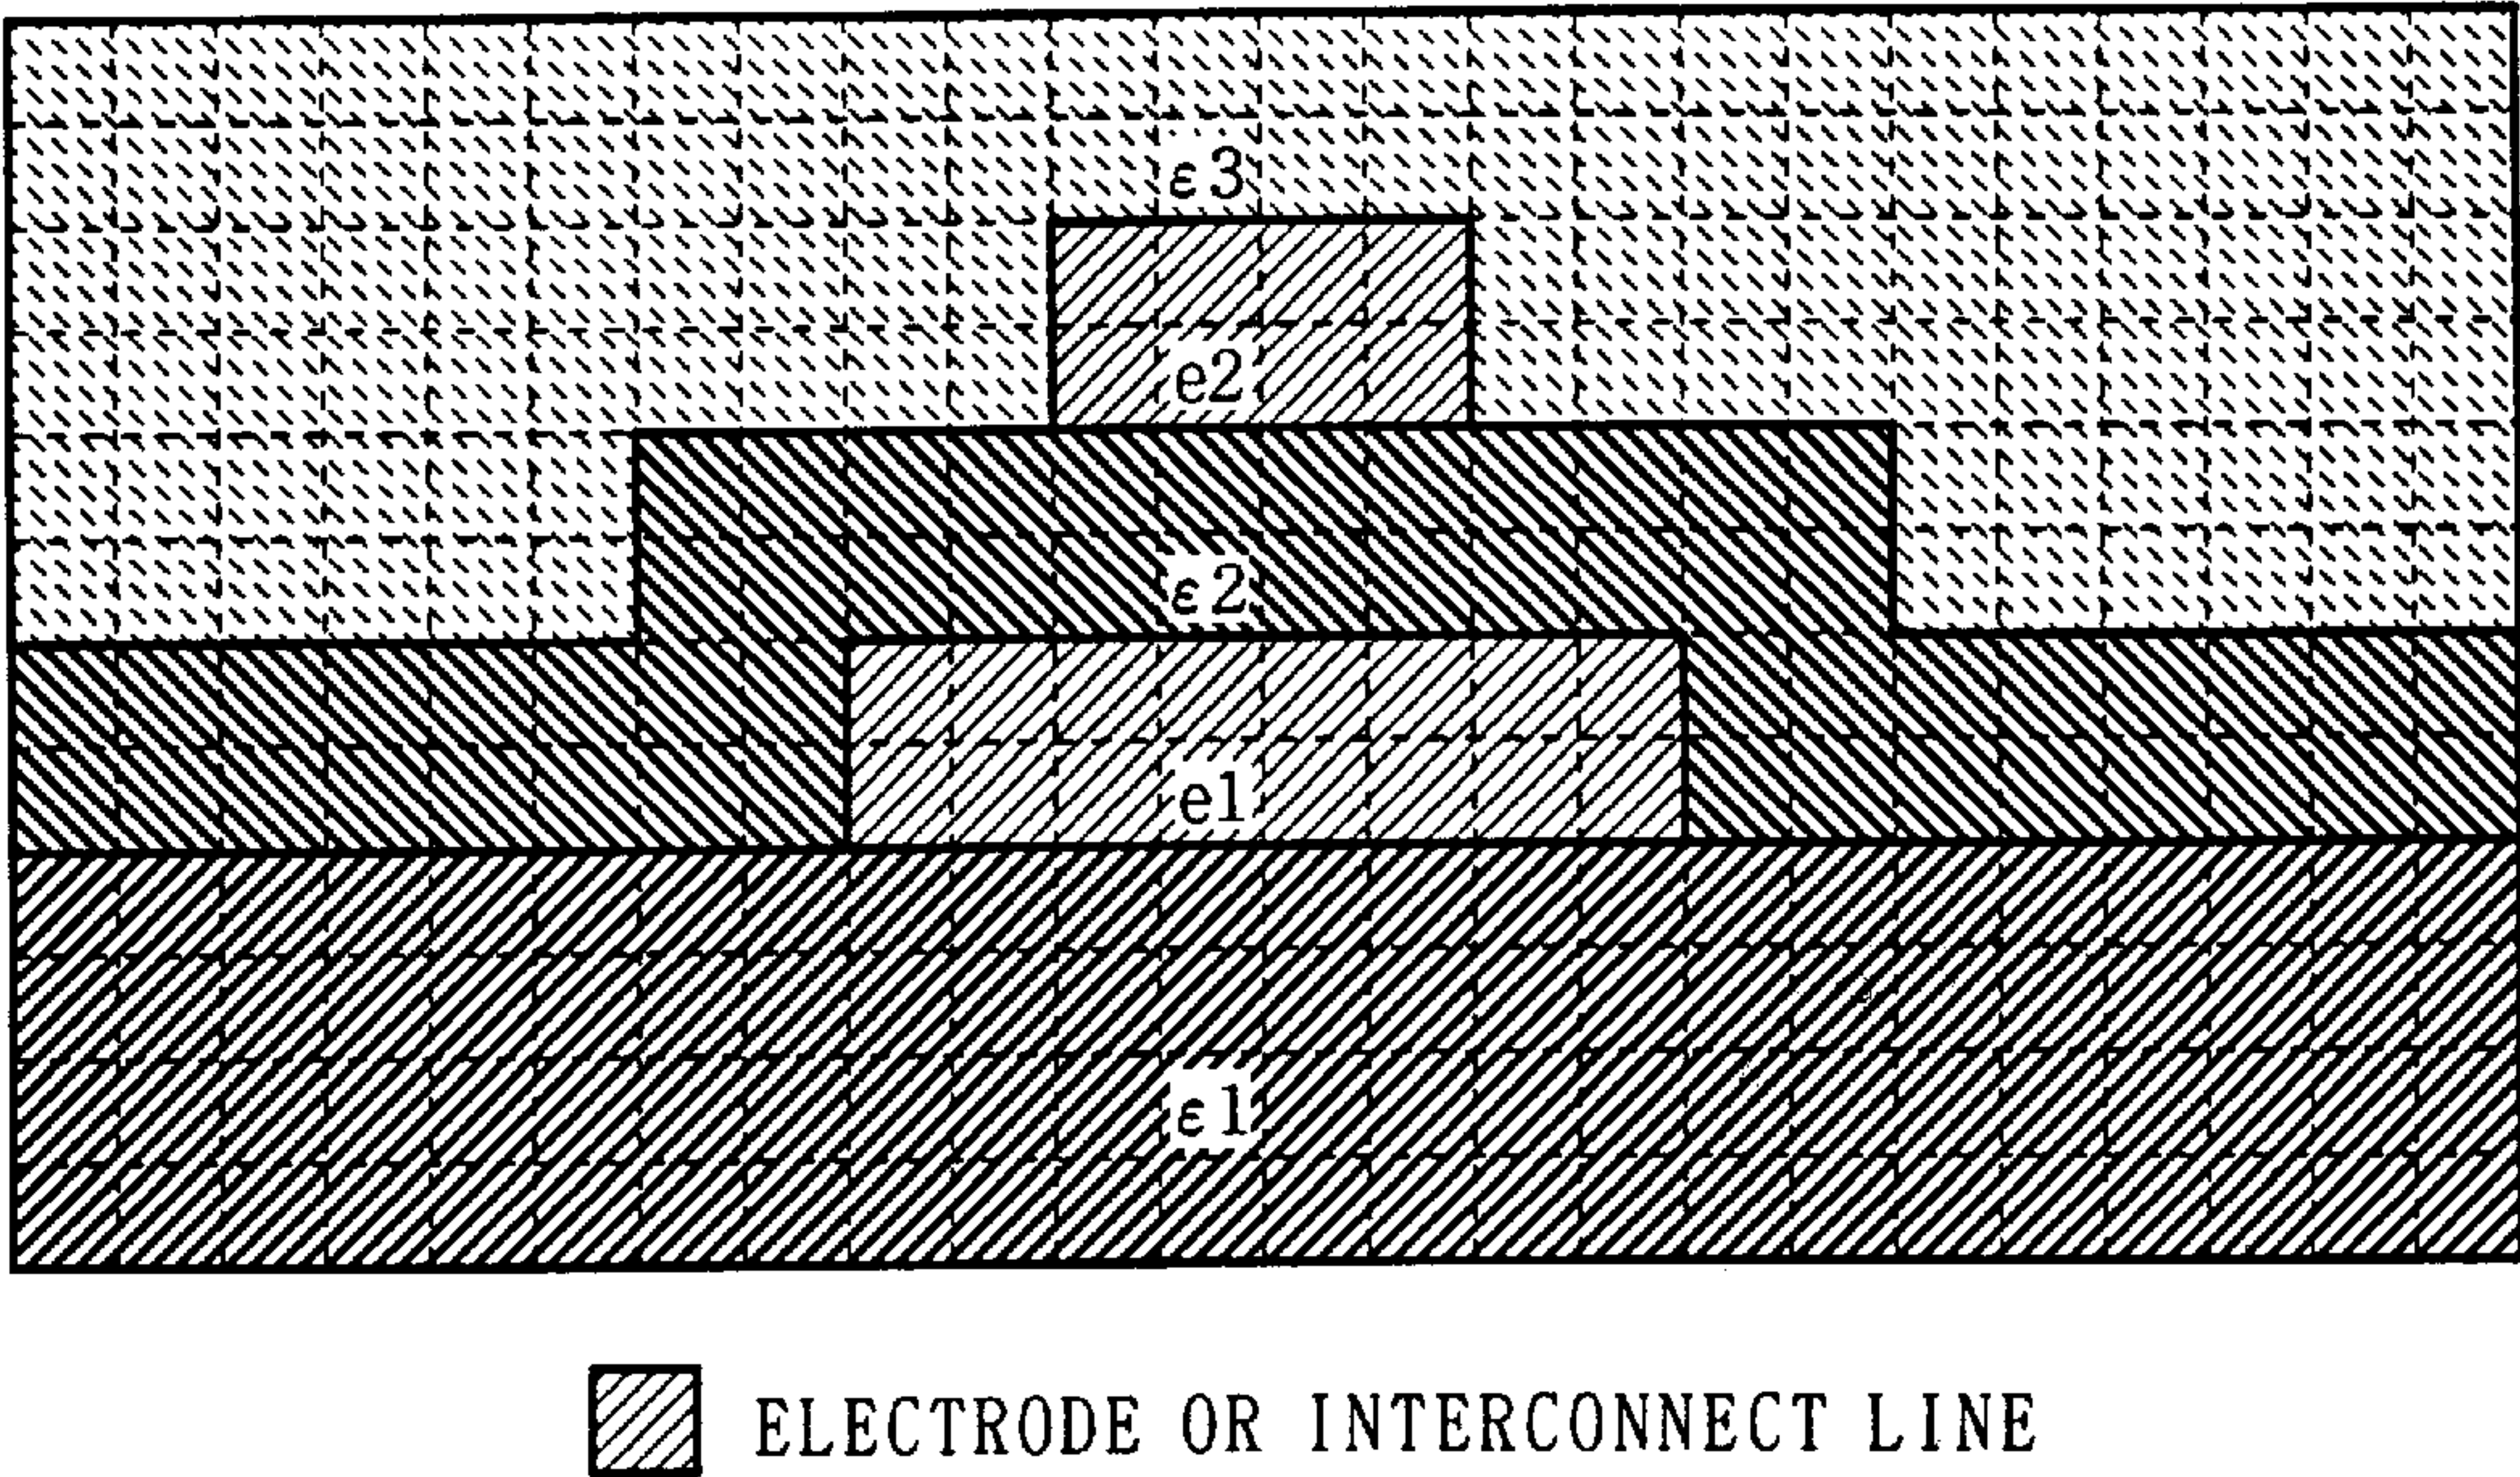 ε3
e2
ε2
e1
ε1
ELECTRODE OR INTERCONNECT LINE